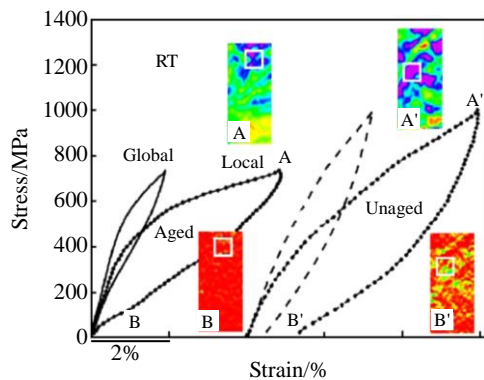 1400
RT
1200
A'
1000
A
A'
800
Global
Local
A
600
Unaged
Aged
400
200
B
B
B'
B'
0
2%
Stress/MPa
Strain/%